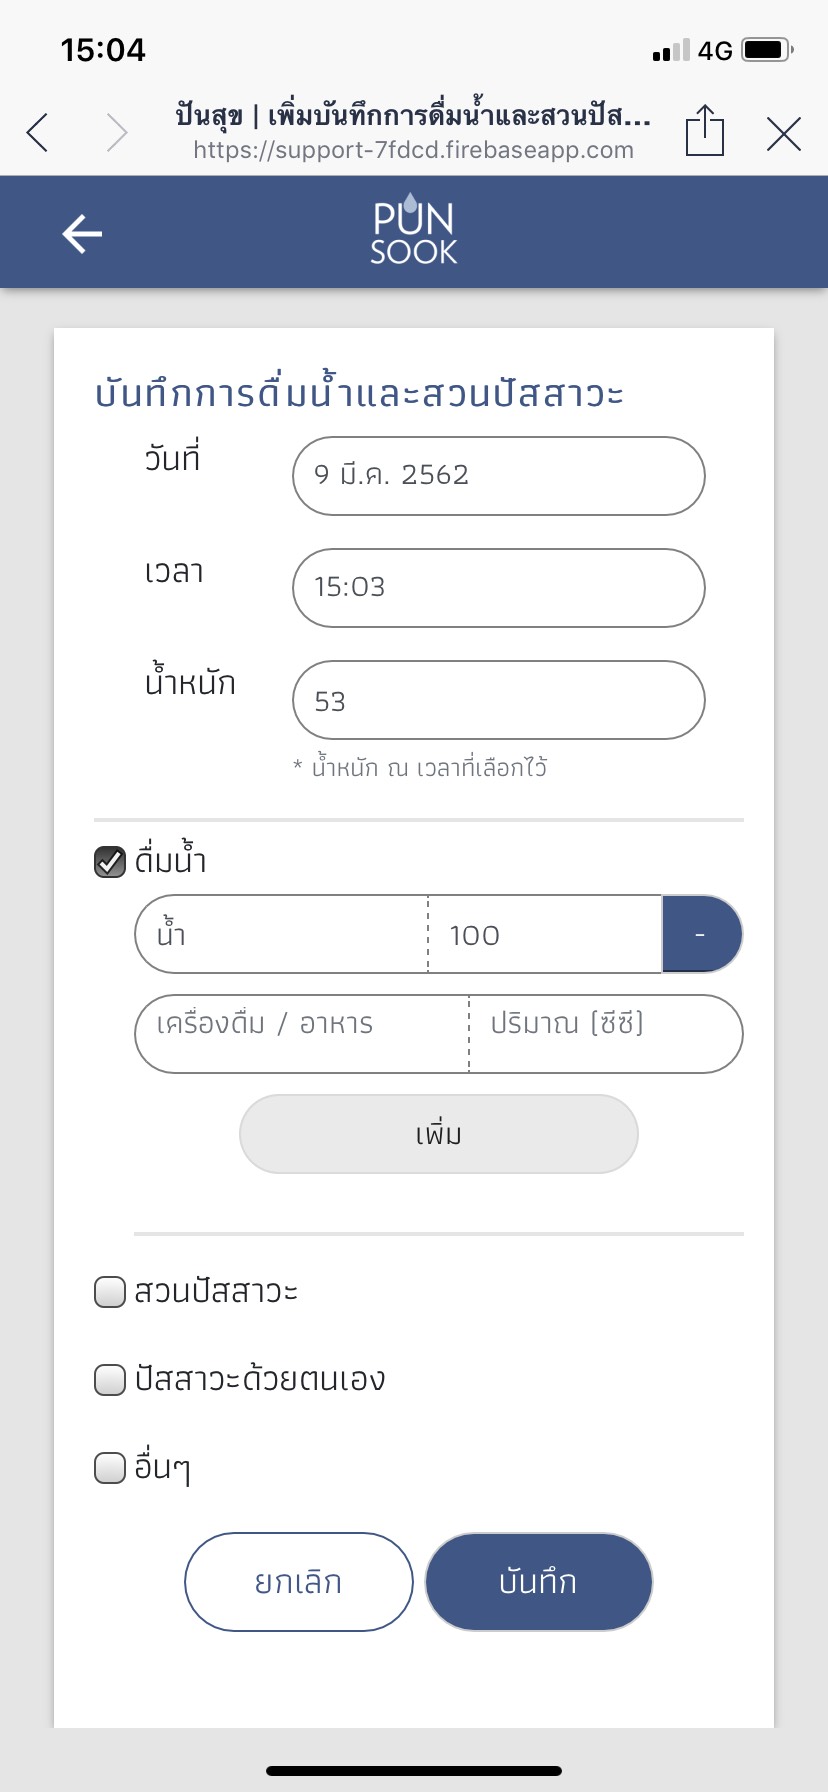 15:04
4G
ปันสุข | เพิ่มบันทึกการดื่มน้ำและสวนปัส...
https://support-7fdcd.firebaseapp.com
PUN
SOOK
บันทึกการดื่มน้ำและสวนปัสสาวะ
วันที่ 9 มี.ค. 2562
เวลา 15:03
น้ำหนัก 53
* น้ำหนัก ณ เวลาที่เลือกไว้
ดื่มน้ำ
น้ำ 100 -
เครื่องดื่ม / อาหาร ปริมาณ (ซีซี)
เพิ่ม
สวนปัสสาวะ
ปัสสาวะด้วยตนเอง
อื่นๆ
ยกเลิก บันทึก